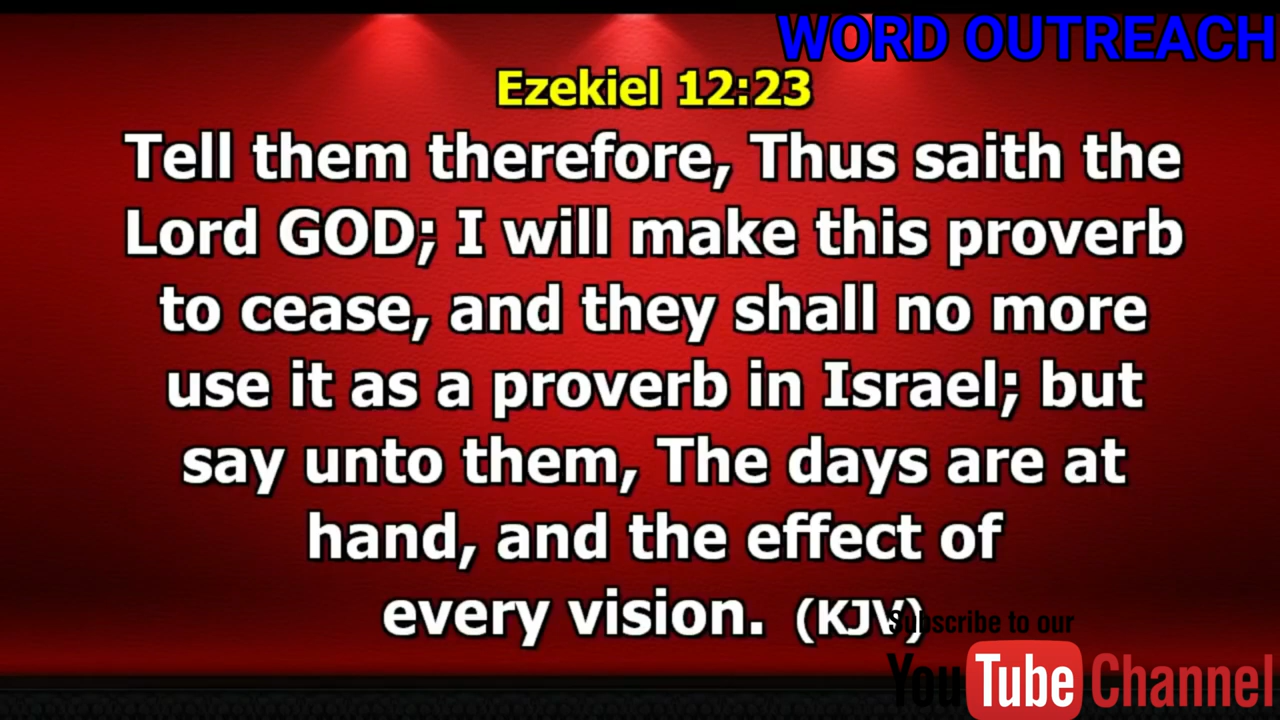 WORD OUTREACH
Ezekiel 12:23
Tell them therefore, Thus saith the
Lord GOD; I will make this proverb
to cease, and they shall no more
use it as a proverb in Israel; but
say unto them, The days are at
hand, and the effect of
every vision. (KJV)
Subscribe to our
YouTube Channel